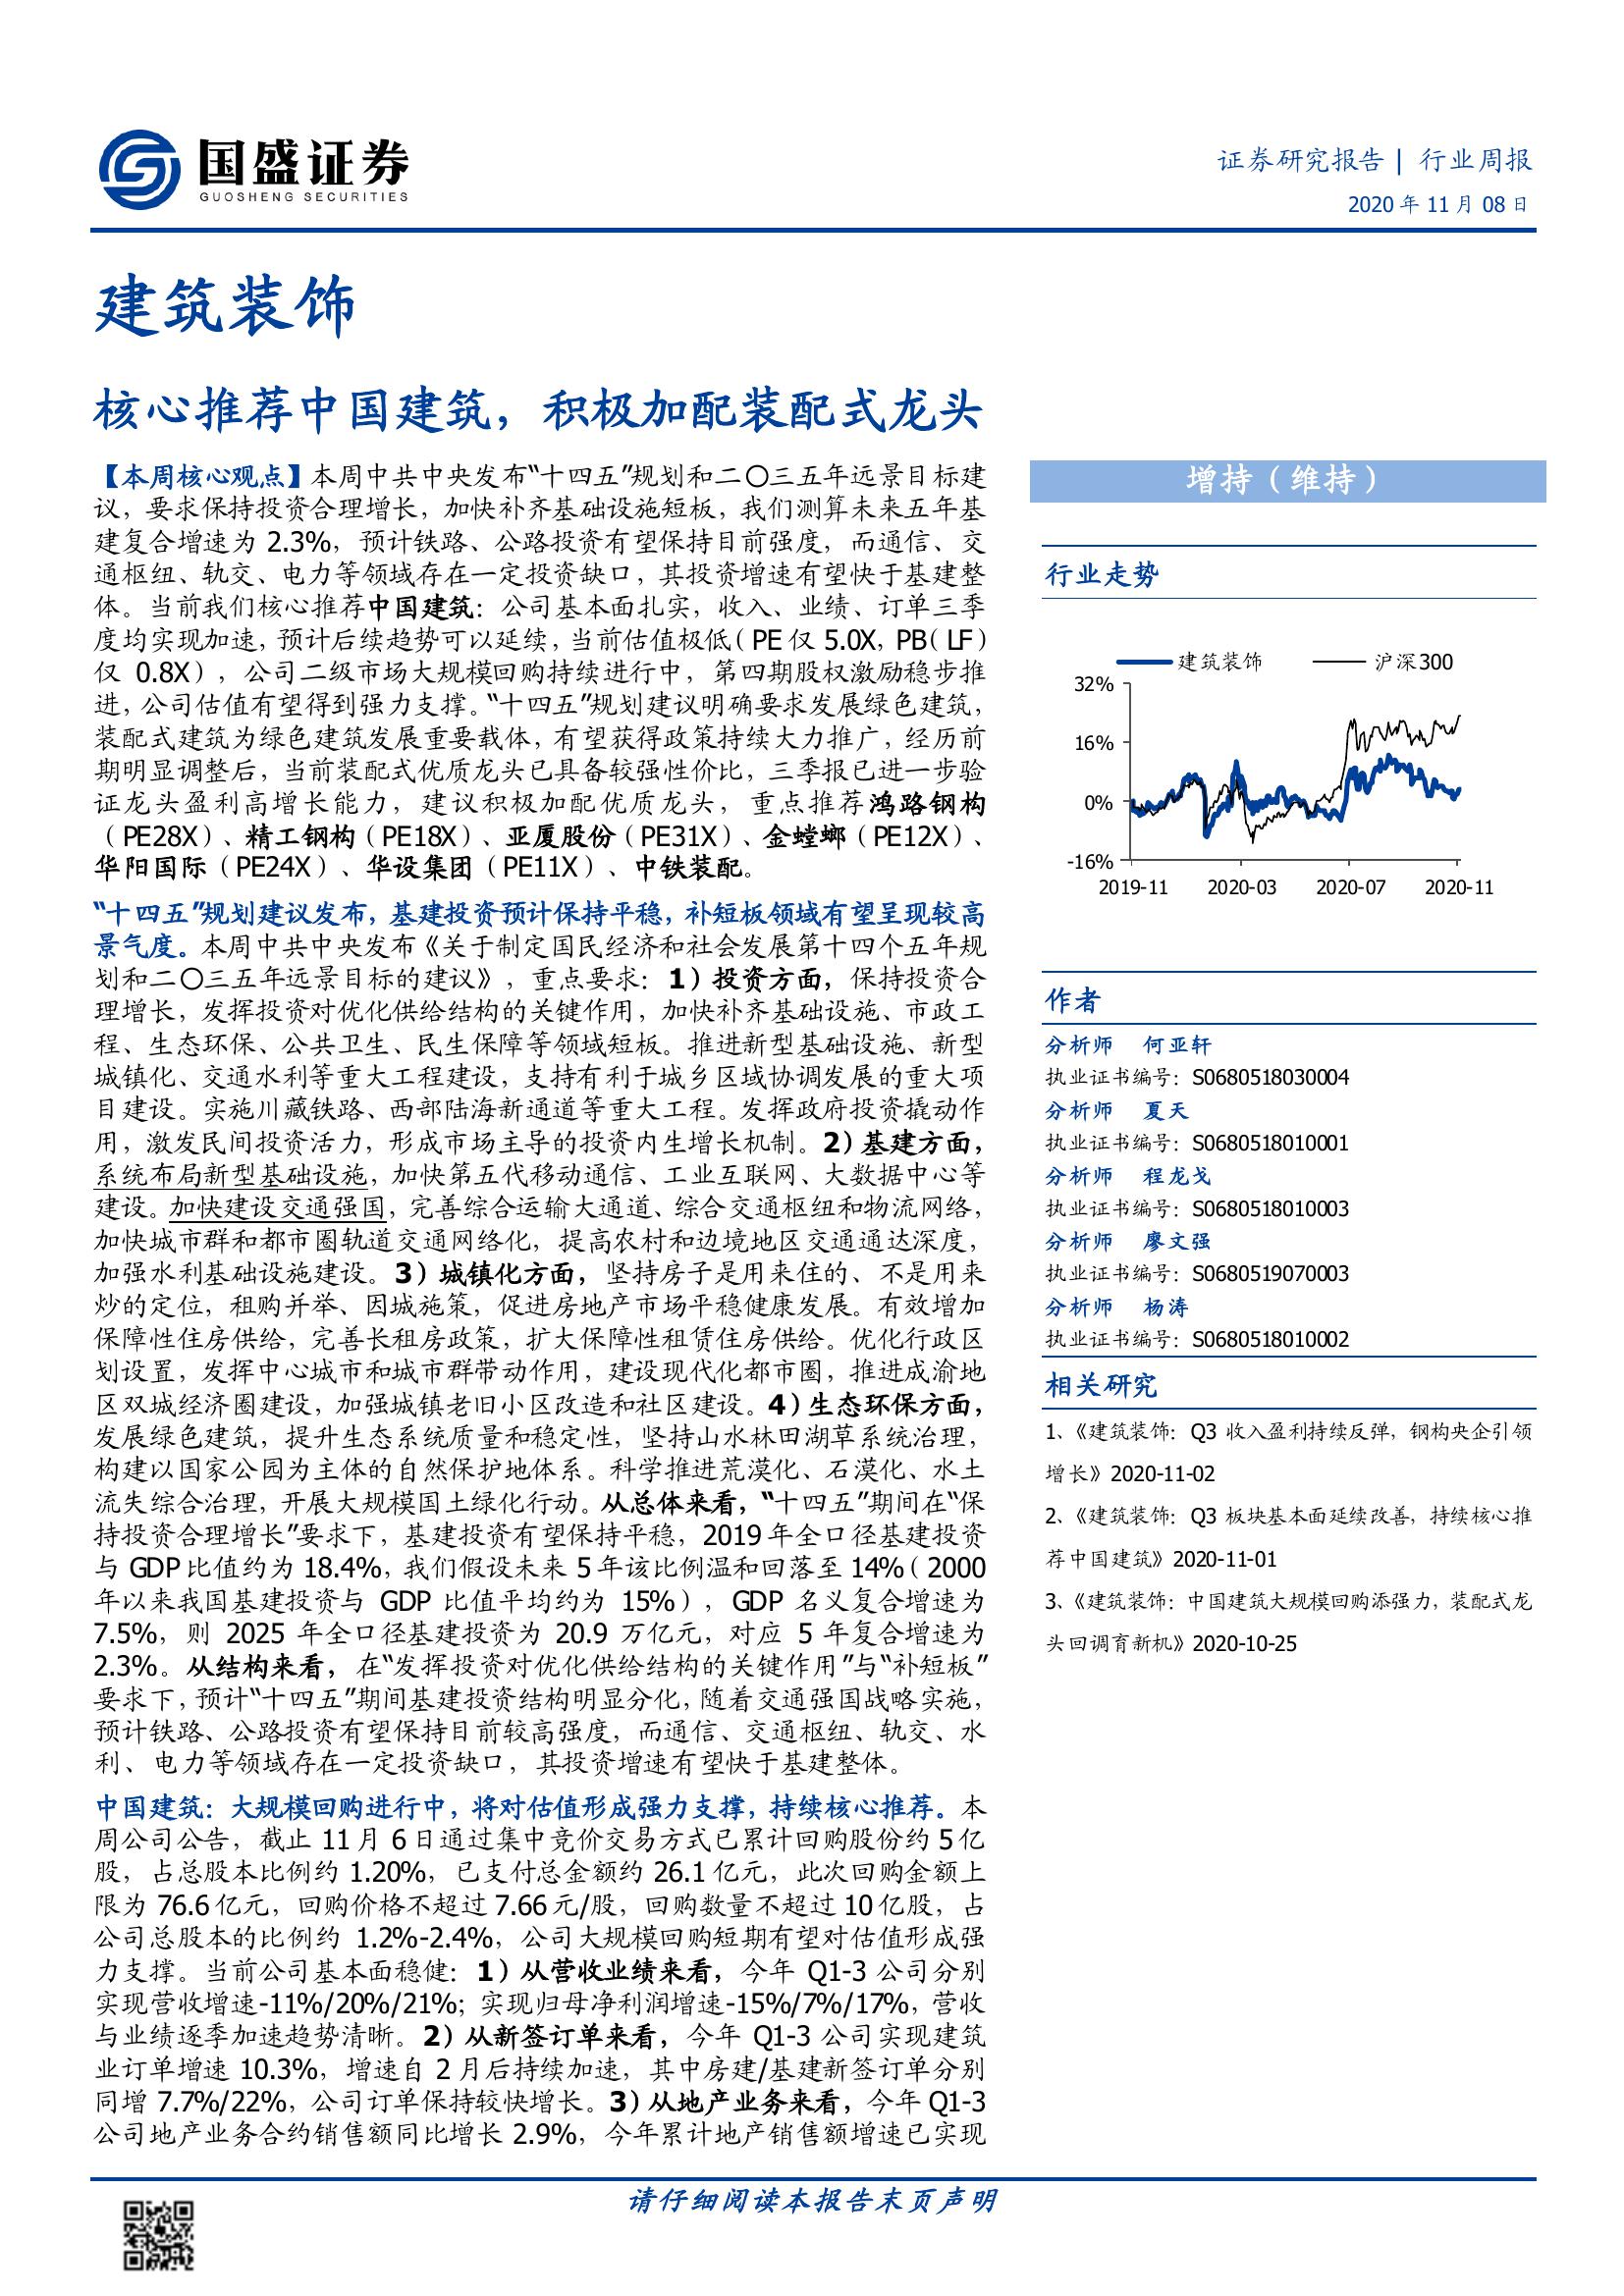 国盛证券
GUOSHENG SECURITIES
证券研究报告| 行业周报
2020 年 11 月 08 日
建筑装饰
核心推荐中国建筑，积极加配装配式龙头
【本周核心观点】本周中共中央发布“十四五”规划和二〇三五年远景目标建
议，要求保持投资合理增长，加快补齐基础设施短板，我们测算未来五年基
建复合增速为 2.3%，预计铁路、公路投资有望保持目前强度，而通信、交
通枢纽、轨交、电力等领域存在一定投资缺口，其投资增速有望快于基建整
体。当前我们核心推荐中国建筑：公司基本面扎实，收入、业绩、订单三季
度均实现加速，预计后续趋势可以延续，当前估值极低（PE 仅 5.0X，PB（LF）
仅 0.8X），公司二级市场大规模回购持续进行中，第四期股权激励稳步推
进，公司估值有望得到强力支撑。“十四五”规划建议明确要求发展绿色建筑，
装配式建筑为绿色建筑发展重要载体，有望获得政策持续大力推广，经历前
期明显调整后，当前装配式优质龙头已具备较强性价比，三季报已进一步验
证龙头盈利高增长能力，建议积极加配优质龙头，重点推荐鸿路钢构
（PE28X）、精工钢构（PE18X）、亚厦股份（PE31X）、金螳螂（PE12X）、
华阳国际（PE24X）、华设集团（PE11X）、中铁装配。
“十四五”规划建议发布，基建投资预计保持平稳，补短板领域有望呈现较高
景气度。本周中共中央发布《关于制定国民经济和社会发展第十四个五年规
划和二〇三五年远景目标的建议》，重点要求：1）投资方面，保持投资合
理增长，发挥投资对优化供给结构的关键作用，加快补齐基础设施、市政工
程、生态环保、公共卫生、民生保障等领域短板。推进新型基础设施、新型
城镇化、交通水利等重大工程建设，支持有利于城乡区域协调发展的重大项
目建设。实施川藏铁路、西部陆海新通道等重大工程。发挥政府投资撬动作
用，激发民间投资活力，形成市场主导的投资内生增长机制。2）基建方面，
系统布局新型基础设施，加快第五代移动通信、工业互联网、大数据中心等
建设。加快建设交通强国，完善综合运输大通道、综合交通枢纽和物流网络，
加快城市群和都市圈轨道交通网络化，提高农村和边境地区交通通达深度，
加强水利基础设施建设。3）城镇化方面，坚持房子是用来住的、不是用来
炒的定位，租购并举、因城施策，促进房地产市场平稳健康发展。有效增加
保障性住房供给，完善长租房政策，扩大保障性租赁住房供给。优化行政区
划设置，发挥中心城市和城市群带动作用，建设现代化都市圈，推进成渝地
区双城经济圈建设，加强城镇老旧小区改造和社区建设。4）生态环保方面，
发展绿色建筑，提升生态系统质量和稳定性，坚持山水林田湖草系统治理，
构建以国家公园为主体的自然保护地体系。科学推进荒漠化、石漠化、水土
流失综合治理，开展大规模国土绿化行动。从总体来看，“十四五”期间在“保
持投资合理增长”要求下，基建投资有望保持平稳，2019 年全口径基建投资
与 GDP 比值约为 18.4%，我们假设未来 5 年该比例温和回落至 14%（2000
年以来我国基建投资与 GDP 比值平均约为 15%），GDP 名义复合增速为
7.5%，则 2025 年全口径基建投资为 20.9 万亿元，对应 5 年复合增速为
2.3%。从结构来看，在“发挥投资对优化供给结构的关键作用”与“补短板”
要求下，预计“十四五”期间基建投资结构明显分化，随着交通强国战略实施，
预计铁路、公路投资有望保持目前较高强度，而通信、交通枢纽、轨交、水
利、电力等领域存在一定投资缺口，其投资增速有望快于基建整体。
中国建筑：大规模回购进行中，将对估值形成强力支撑，持续核心推荐。本
周公司公告，截止 11 月 6 日通过集中竞价交易方式已累计回购股份约 5 亿
股，占总股本比例约 1.20%，已支付总金额约 26.1 亿元，此次回购金额上
限为 76.6 亿元，回购价格不超过 7.66 元/股，回购数量不超过 10 亿股，占
公司总股本的比例约 1.2%-2.4%，公司大规模回购短期有望对估值形成强
力支撑。当前公司基本面稳健：1）从营收业绩来看，今年 Q1-3 公司分别
实现营收增速-11%/20%/21%；实现归母净利润增速-15%/7%/17%，营收
与业绩逐季加速趋势清晰。2）从新签订单来看，今年 Q1-3 公司实现建筑
业订单增速 10.3%，增速自 2 月后持续加速，其中房建/基建新签订单分别
同增 7.7%/22%，公司订单保持较快增长。3）从地产业务来看，今年 Q1-3
公司地产业务合约销售额同比增长 2.9%，今年累计地产销售额增速已实现
增持（维持）
行业走势
建筑装饰 沪深300
32%
16%
0%
-16%
2019-11 2020-03 2020-07 2020-11
作者
分析师 何亚轩
执业证书编号：S0680518030004
分析师 夏天
执业证书编号：S0680518010001
分析师 程龙戈
执业证书编号：S0680518010003
分析师 廖文强
执业证书编号：S0680519070003
分析师 杨涛
执业证书编号：S0680518010002
相关研究
1、《建筑装饰：Q3 收入盈利持续反弹，钢构央企引领
增长》2020-11-02
2、《建筑装饰：Q3 板块基本面延续改善，持续核心推
荐中国建筑》2020-11-01
3、《建筑装饰：中国建筑大规模回购添强力，装配式龙
头回调育新机》2020-10-25
请仔细阅读本报告末页声明